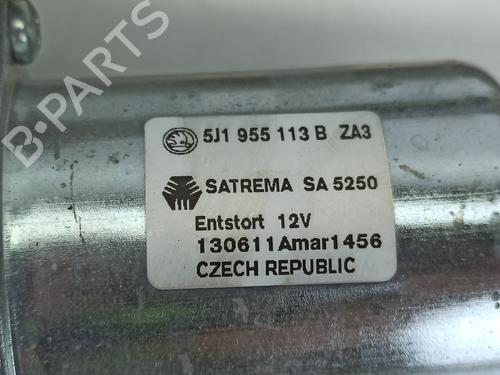 5J1 955 113 B ZA3
SATREMA SA 5250
Entstort 12V
130611Amar1456
CZECH REPUBLIC
B-PARTS